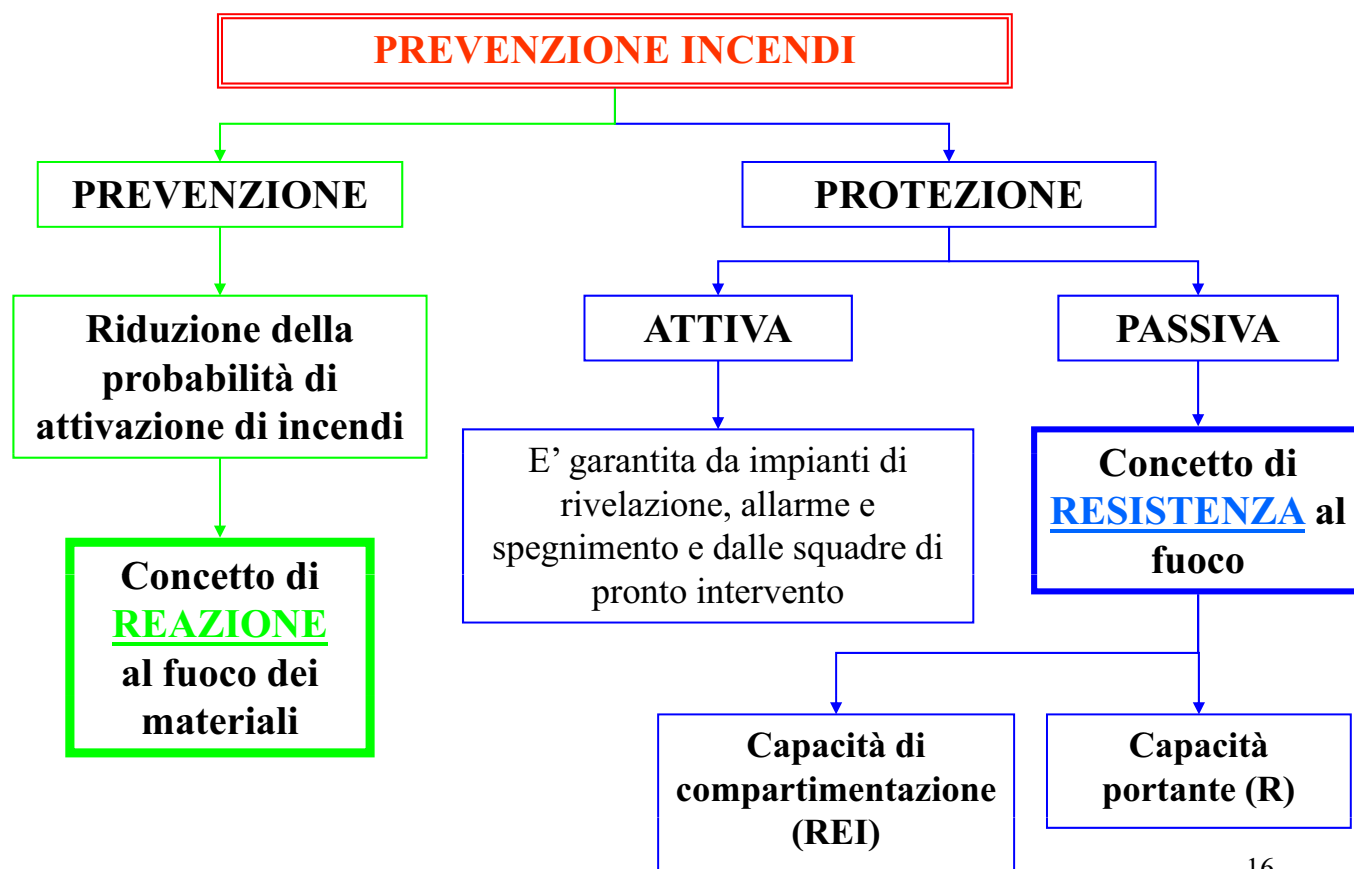 PREVENZIONE INCENDI
PREVENZIONE
PROTEZIONE
Riduzione della
probabilità di
attivazione di incendi
ATTIVA
PASSIVA
E’ garantita da impianti di
rivelazione, allarme e
spegnimento e dalle squadre di
pronto intervento
Concetto di
RESISTENZA al
fuoco
Concetto di
REAZIONE
al fuoco dei
materiali
Capacità di
compartimentazione
(REI)
Capacità
portante (R)
16